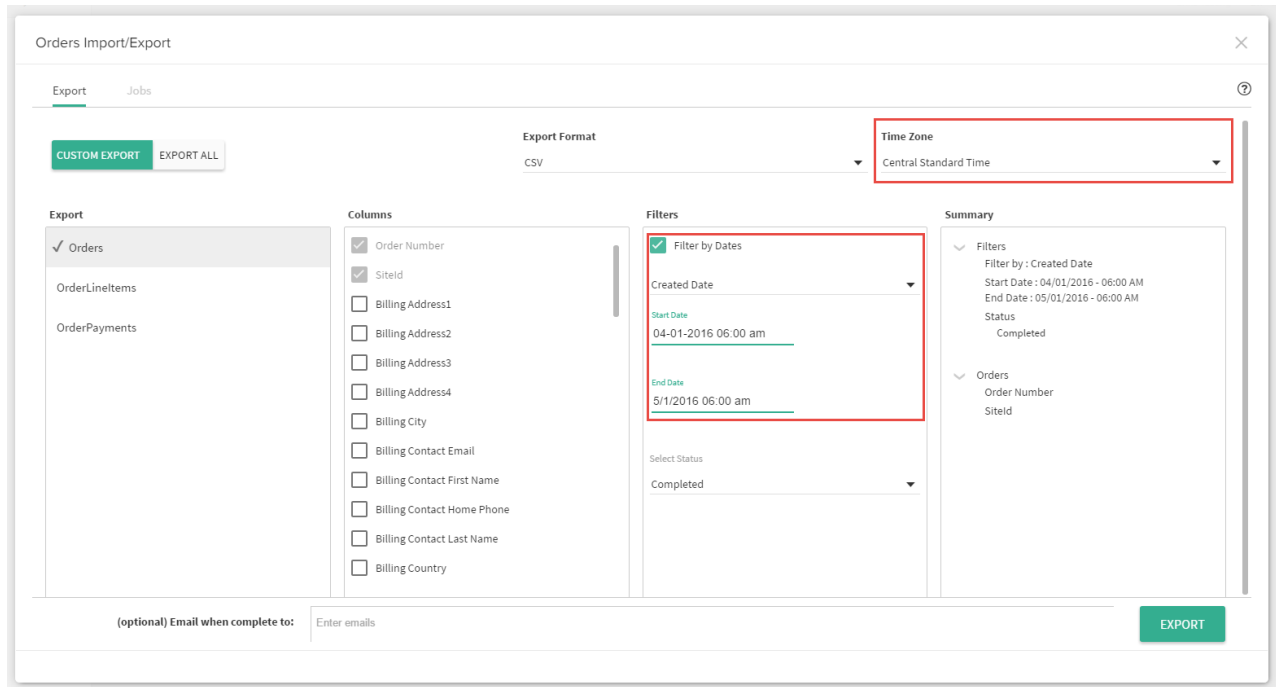 Orders Import/Export
Export
Jobs
CUSTOM EXPORT
EXPORT ALL
Export Format
CSV
Time Zone
Central Standard Time
Export
Orders
OrderLineItems
OrderPayments
Columns
Order Number
SiteId
Billing Address1
Billing Address2
Billing Address3
Billing Address4
Billing City
Billing Contact Email
Billing Contact First Name
Billing Contact Home Phone
Billing Contact Last Name
Billing Country
Filters
Filter by Dates
Created Date
Start Date
04-01-2016 06:00 am
End Date
5/1/2016 06:00 am
Select Status
Completed
Summary
Filters
Filter by : Created Date
Start Date : 04/01/2016 - 06:00 AM
End Date : 05/01/2016 - 06:00 AM
Status
Completed
Orders
Order Number
SiteId
(optional) Email when complete to:
Enter emails
EXPORT